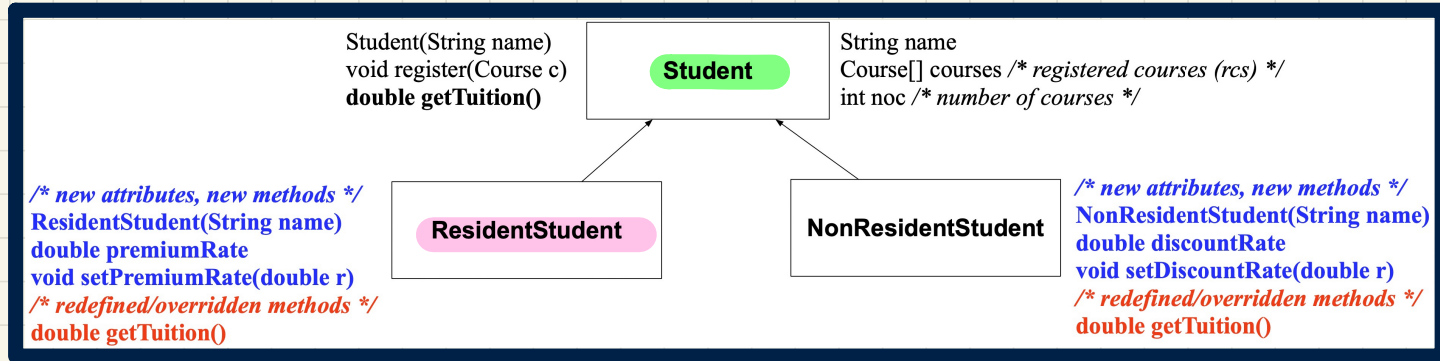 Student(String name)
void register(Course c)
double getTuition()
Student
String name
Course[] courses /* registered courses (rcs) */
int noc /* number of courses */
/* new attributes, new methods */
ResidentStudent(String name)
double premiumRate
void setPremiumRate(double r)
/* redefined/overridden methods */
double getTuition()
ResidentStudent
NonResidentStudent
/* new attributes, new methods */
NonResidentStudent(String name)
double discountRate
void setDiscountRate(double r)
/* redefined/overridden methods */
double getTuition()